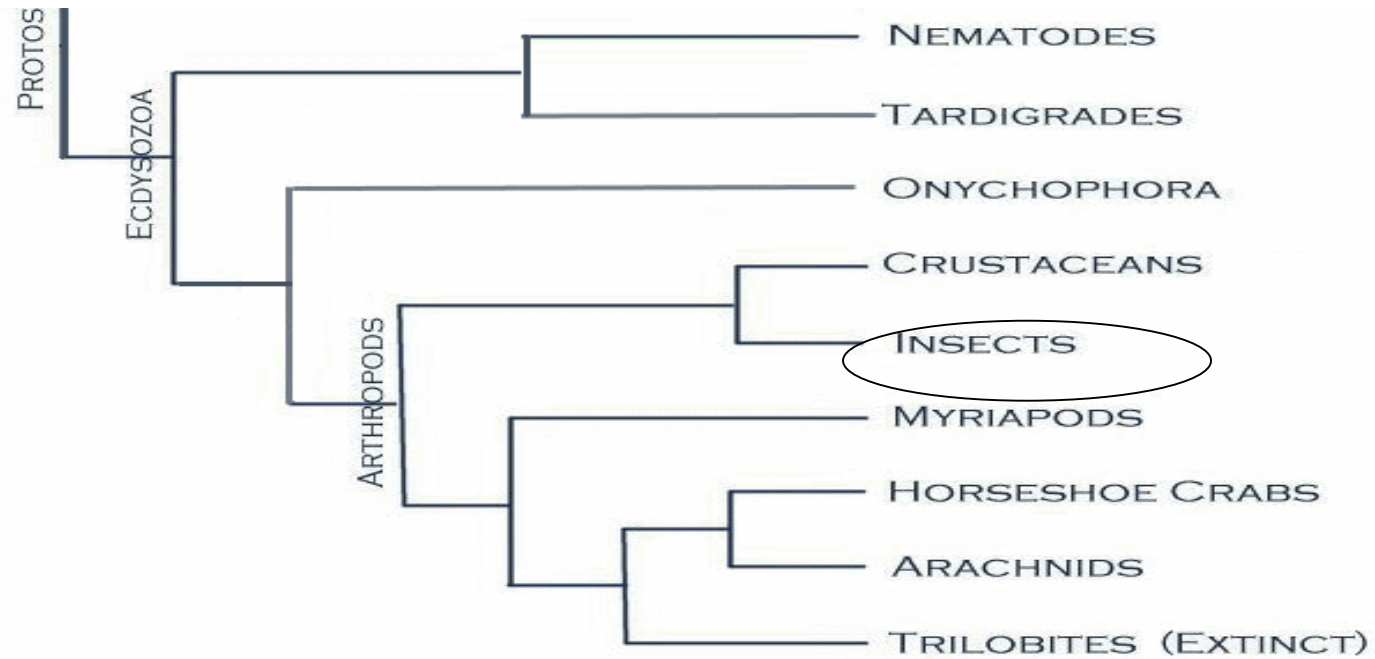 PROTOS
ECDYSOZOA
NEMATODES
TARDIGRADES
ONYCHOPHORA
CRUSTACEANS
ARTHROPODS
INSECTS
MYRIAPODS
HORSESHOE CRABS
ARACHNIDS
TRILOBITES (EXTINCT)